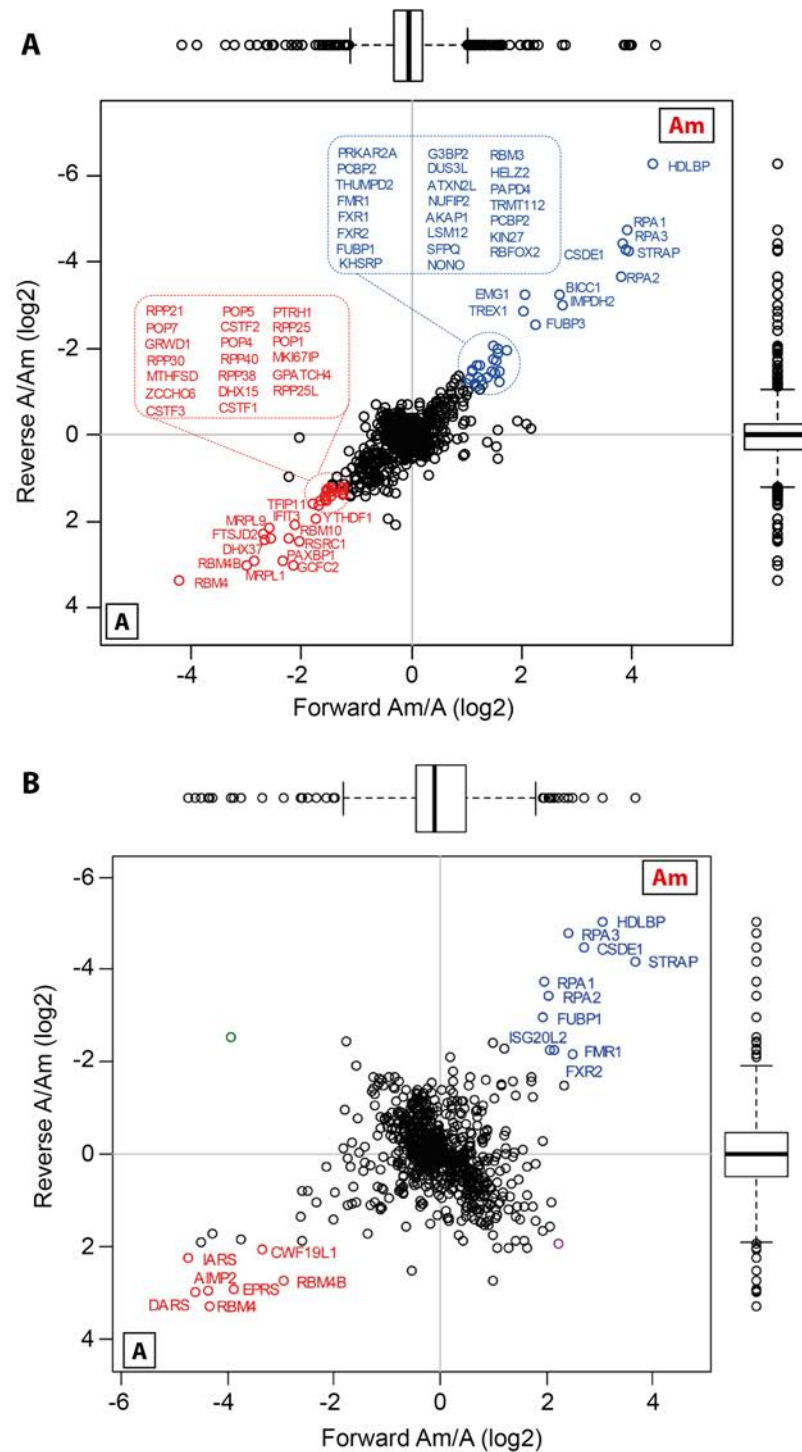 A
Am
PRKAR2A G3BP2 RBM3
PCBP2 DUS3L HELZ2
THUMPD2 ATXN2L PAPD4
FMR1 NUFIP2 TRMT112
FXR1 AKAP1 PCBP2
FXR2 LSM12 KIN27
FUBP1 SFPQ RBFOX2
KHSRP NONO
HDLBP
RPA1
RPA3
CSDE1 STRAP
RPA2
EMG1 BICC1
IMPDH2
TREX1
FUBP3
RPP21 POP5 PTRH1
POP7 CSTF2 RPP25
GRWD1 POP4 POP1
RPP30 RPP40 MKI67IP
MTHFSD RPP38 GPATCH4
ZCCHC6 DHX15 RPP25L
CSTF3 CSTF1
TFIP11
MRPL9 IFIT3 YTHDF1
FTSJD2 RBM10
DHX37 RSRC1
RBM4B PAXBP1
MRPL1 GCFC2
RBM4
A
-6
-4
-2
0
2
4
Reverse A/Am (log2)
-4 -2 0 2 4
Forward Am/A (log2)
B
Am
HDLBP
RPA3
CSDE1
STRAP
RPA1
RPA2
FUBP1
ISG20L2
FMR1
FXR2
CWF19L1
IARS
AIMP2
RBM4B
EPRS
DARS
RBM4
A
-6
-4
-2
0
2
4
Reverse A/Am (log2)
-6 -4 -2 0 2 4
Forward Am/A (log2)